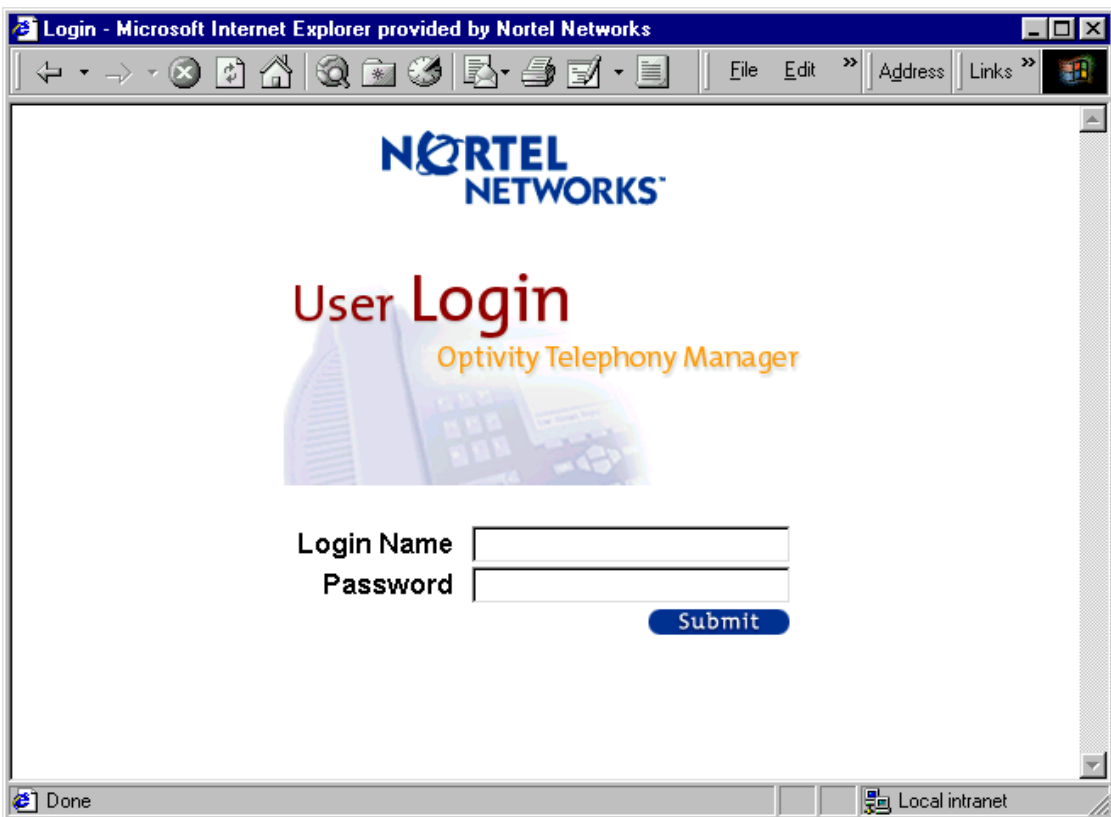 Login - Microsoft Internet Explorer provided by Nortel Networks
File Edit » Address Links »
NORTEL
NETWORKS™
User Login
Optivity Telephony Manager
Login Name
Password
Submit
Done Local intranet